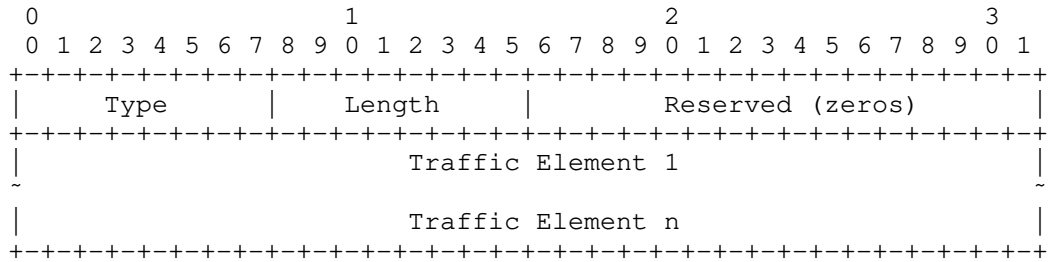 0                   1                   2                   3
 0 1 2 3 4 5 6 7 8 9 0 1 2 3 4 5 6 7 8 9 0 1 2 3 4 5 6 7 8 9 0 1
+-+-+-+-+-+-+-+-+-+-+-+-+-+-+-+-+-+-+-+-+-+-+-+-+-+-+-+-+-+-+-+-+
|     Type      |    Length     |        Reserved (zeros)       |
+-+-+-+-+-+-+-+-+-+-+-+-+-+-+-+-+-+-+-+-+-+-+-+-+-+-+-+-+-+-+-+-+
|                        Traffic Element 1                      |
~                                                               ~
|                        Traffic Element n                      |
+-+-+-+-+-+-+-+-+-+-+-+-+-+-+-+-+-+-+-+-+-+-+-+-+-+-+-+-+-+-+-+-+